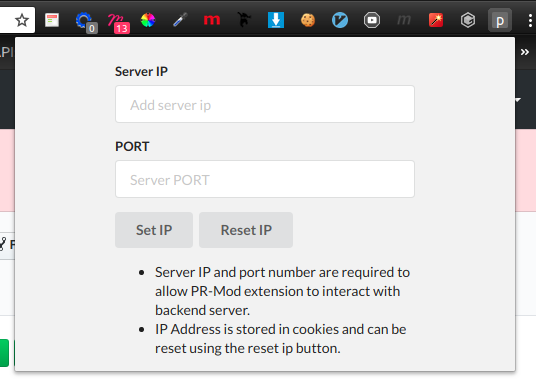 0
13
p
PI
»
Server IP
Add server ip
PORT
Server PORT
Set IP
Reset IP
F
Server IP and port number are required to
allow PR-Mod extension to interact with
backend server.
IP Address is stored in cookies and can be
reset using the reset ip button.